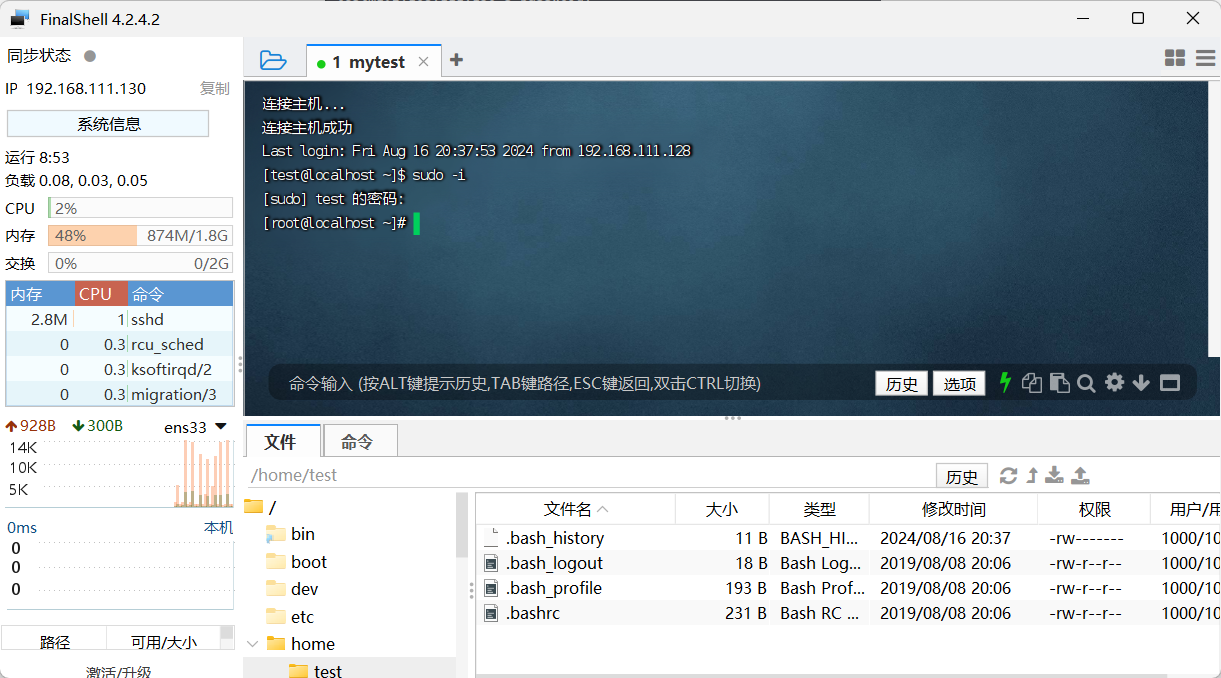 FinalShell 4.2.4.2
同步状态
IP 192.168.111.130 复制
系统信息
运行 8:53
负载 0.08, 0.03, 0.05
CPU 2%
内存 48% 874M/1.8G
交换 0% 0/2G
内存 CPU 命令
2.8M 1 sshd
0 0.3 rcu_sched
0 0.3 ksoftirqd/2
0 0.3 migration/3
928B 300B ens33
14K
10K
5K
0ms 本机
0
0
0
路径 可用/大小
激活/升级
1 mytest
连接主机...
连接主机成功
Last login: Fri Aug 16 20:37:53 2024 from 192.168.111.128
[test@localhost ~]$ sudo -i
[sudo] test 的密码:
[root@localhost ~]#
命令输入 (按ALT键提示历史,TAB键路径,ESC键返回,双击CTRL切换) 历史 选项
文件 命令
/home/test 历史
/
bin
boot
dev
etc
home
test
文件名 大小 类型 修改时间 权限 用户/用
.bash_history 11 B BASH_HI... 2024/08/16 20:37 -rw------- 1000/10
.bash_logout 18 B Bash Log... 2019/08/08 20:06 -rw-r--r-- 1000/10
.bash_profile 193 B Bash Prof... 2019/08/08 20:06 -rw-r--r-- 1000/10
.bashrc 231 B Bash RC ... 2019/08/08 20:06 -rw-r--r-- 1000/10